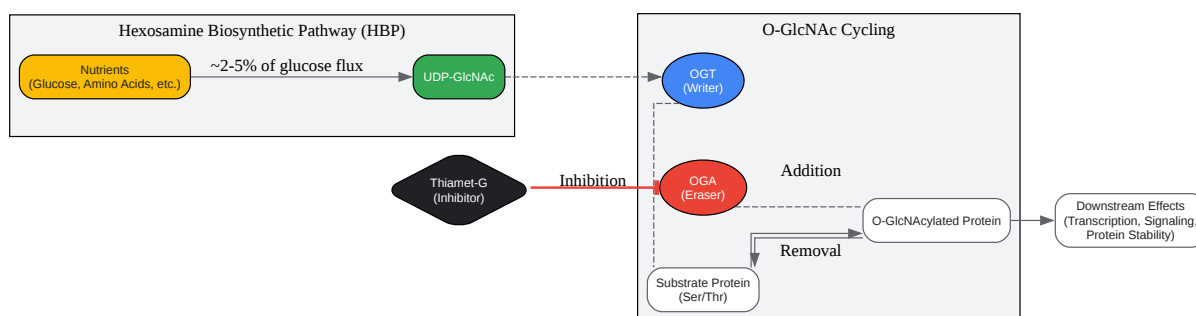 Hexosamine Biosynthetic Pathway (HBP)
Nutrients
(Glucose, Amino Acids, etc.)
~2-5% of glucose flux
UDP-GlcNAc
O-GlcNAc Cycling
OGT
(Writer)
Thiamet-G
(Inhibitor)
Inhibition
OGA
(Eraser)
Addition
O-GlcNAcylated Protein
Removal
Substrate Protein
(Ser/Thr)
Downstream Effects
(Transcription, Signaling,
Protein Stability)